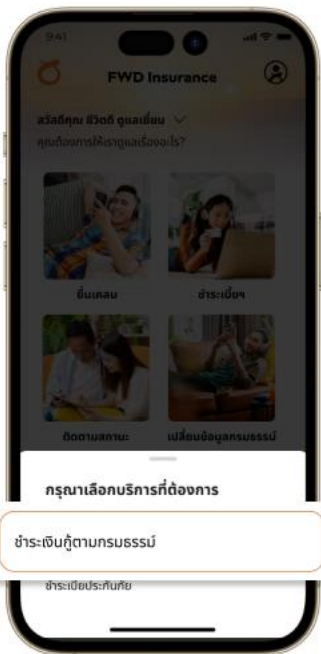 9:41
FWD Insurance
สวัสดีคุณ ชีวิตดี ดูแลเยี่ยม
คุณต้องการให้เราดูแลเรื่องอะไร?
ยื่นเคลม
ชำระเบี้ยฯ
ติดตามสถานะ
เปลี่ยนข้อมูลกรมธรรม์
กรุณาเลือกบริการที่ต้องการ
ชำระเงินกู้ตามกรมธรรม์
ชำระเบี้ยประกันภัย